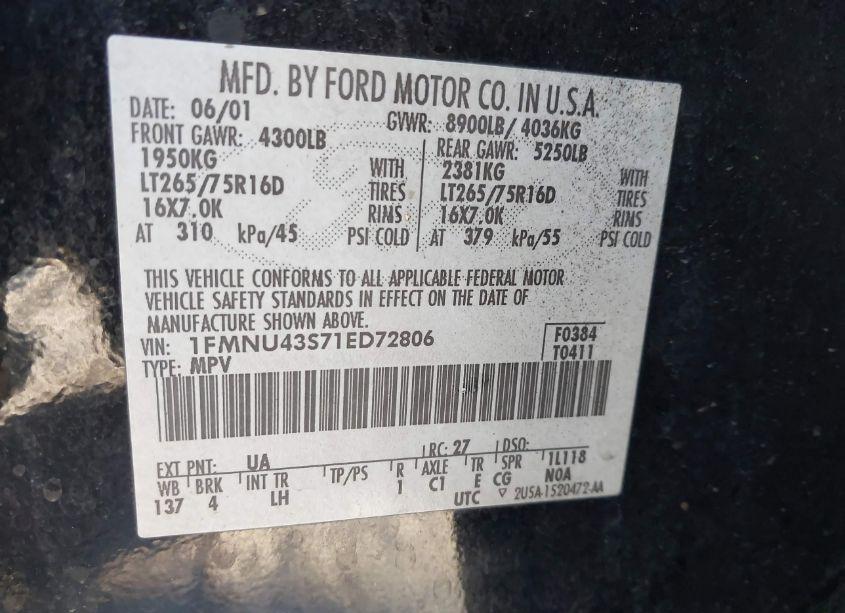 MFD. BY FORD MOTOR CO. IN U.S.A.
DATE: 06/01 GVWR: 8900LB/ 4036KG
FRONT GAWR: 4300LB REAR GAWR: 5250LB
1950KG WITH 2381KG WITH
LT265/75R16D TIRES LT265/75R16D TIRES
16X7.0K RIMS 16X7.0K RIMS
AT 310 kPa/45 PSI COLD AT 379 kPa/55 PSI COLD
THIS VEHICLE CONFORMS TO ALL APPLICABLE FEDERAL MOTOR
VEHICLE SAFETY STANDARDS IN EFFECT ON THE DATE OF
MANUFACTURE SHOWN ABOVE.
VIN: 1FMNU43S71ED72806 F0384
TYPE: MPV T0411
EXT PNT: UA RC: 27 DSO:
WB BRK INT TR TP/PS R AXLE TR SPR 1L118
137 4 LH 1 C1 E CG N0A
UTC ▽ 2U5A-1520472-AA